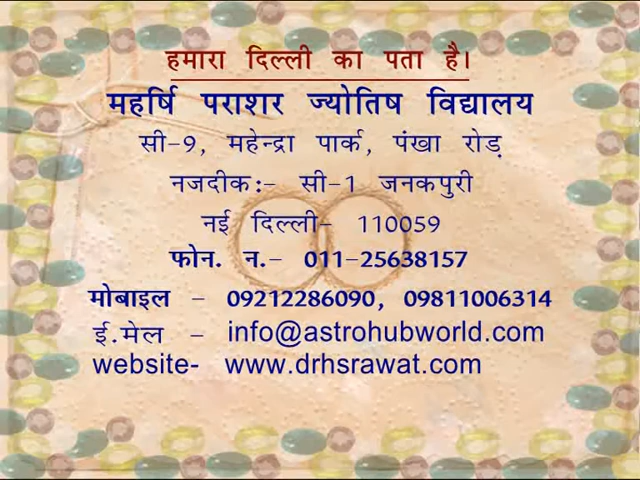 हमारा दिल्ली का पता है।
महर्षि पराशर ज्योतिष विद्यालय
सी-9, महेन्द्रा पार्क, पंखा रोड़
नजदीक:- सी-1 जनकपुरी
नई दिल्ली- 110059
फोन. न.- 011-25638157
मोबाइल - 09212286090, 09811006314
ई.मेल - info@astrohubworld.com
website- www.drhsrawat.com